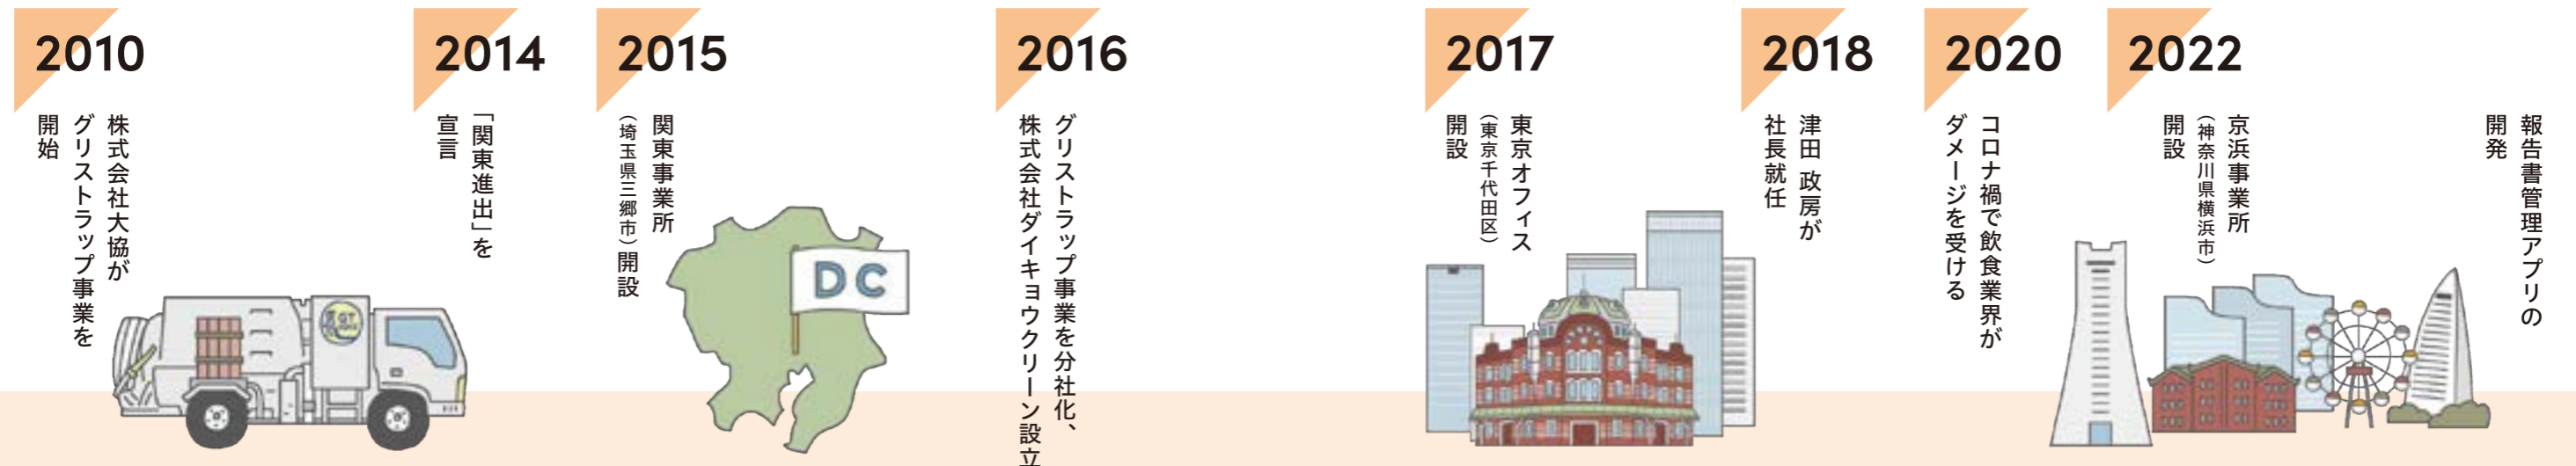 2010
株式会社大協が
グリストラップ事業を
開始
2014
「関東進出」を
宣言
2015
関東事業所
（埼玉県三郷市）開設
DC
2016
グリストラップ事業を分社化、
株式会社ダイキョウクリーン設立
2017
東京オフィス
（東京千代田区）
開設
2018
津田 政房が
社長就任
2020
コロナ禍で飲食業界が
ダメージを受ける
2022
京浜事業所
（神奈川県横浜市）
開設
報告書管理アプリの
開発